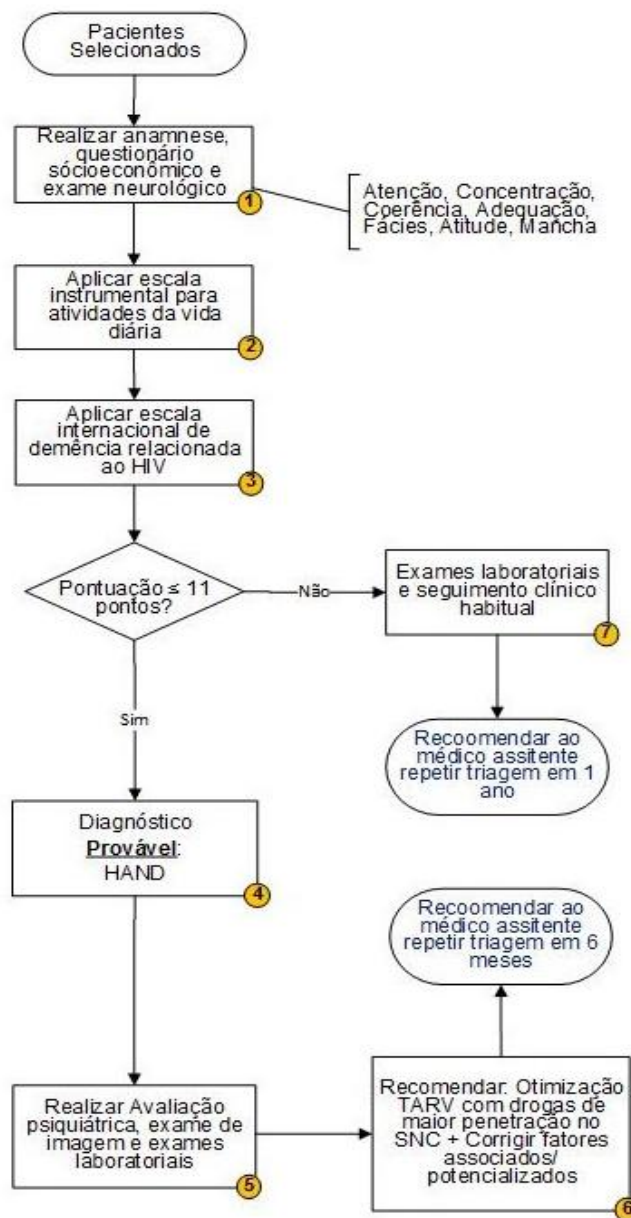 Pacientes
Selecionados
Realizar anamnese,
questionário
sócioeconômico e
exame neurológico
1
Atenção, Concentração,
Coerência, Adequação,
Fácies, Atitude, Mancha
Aplicar escala
instrumental para
atividades da vida
diária
2
Aplicar escala
internacional de
demência relacionada
ao HIV
3
Pontuação ≤ 11
pontos?
Não
Exames laboratoriais
e seguimento clínico
habitual
7
Sim
Recoomendar ao
médico assitente
repetir triagem em 1
ano
Diagnóstico
Provável:
HAND
4
Recoomendar ao
médico assitente
repetir triagem em 6
meses
Realizar Avaliação
psiquiátrica, exame de
imagem e exames
laboratoriais
5
Recomendar: Otimização
TARV com drogas de
maior penetração no
SNC + Corrigir fatores
associados/
potencializados
6